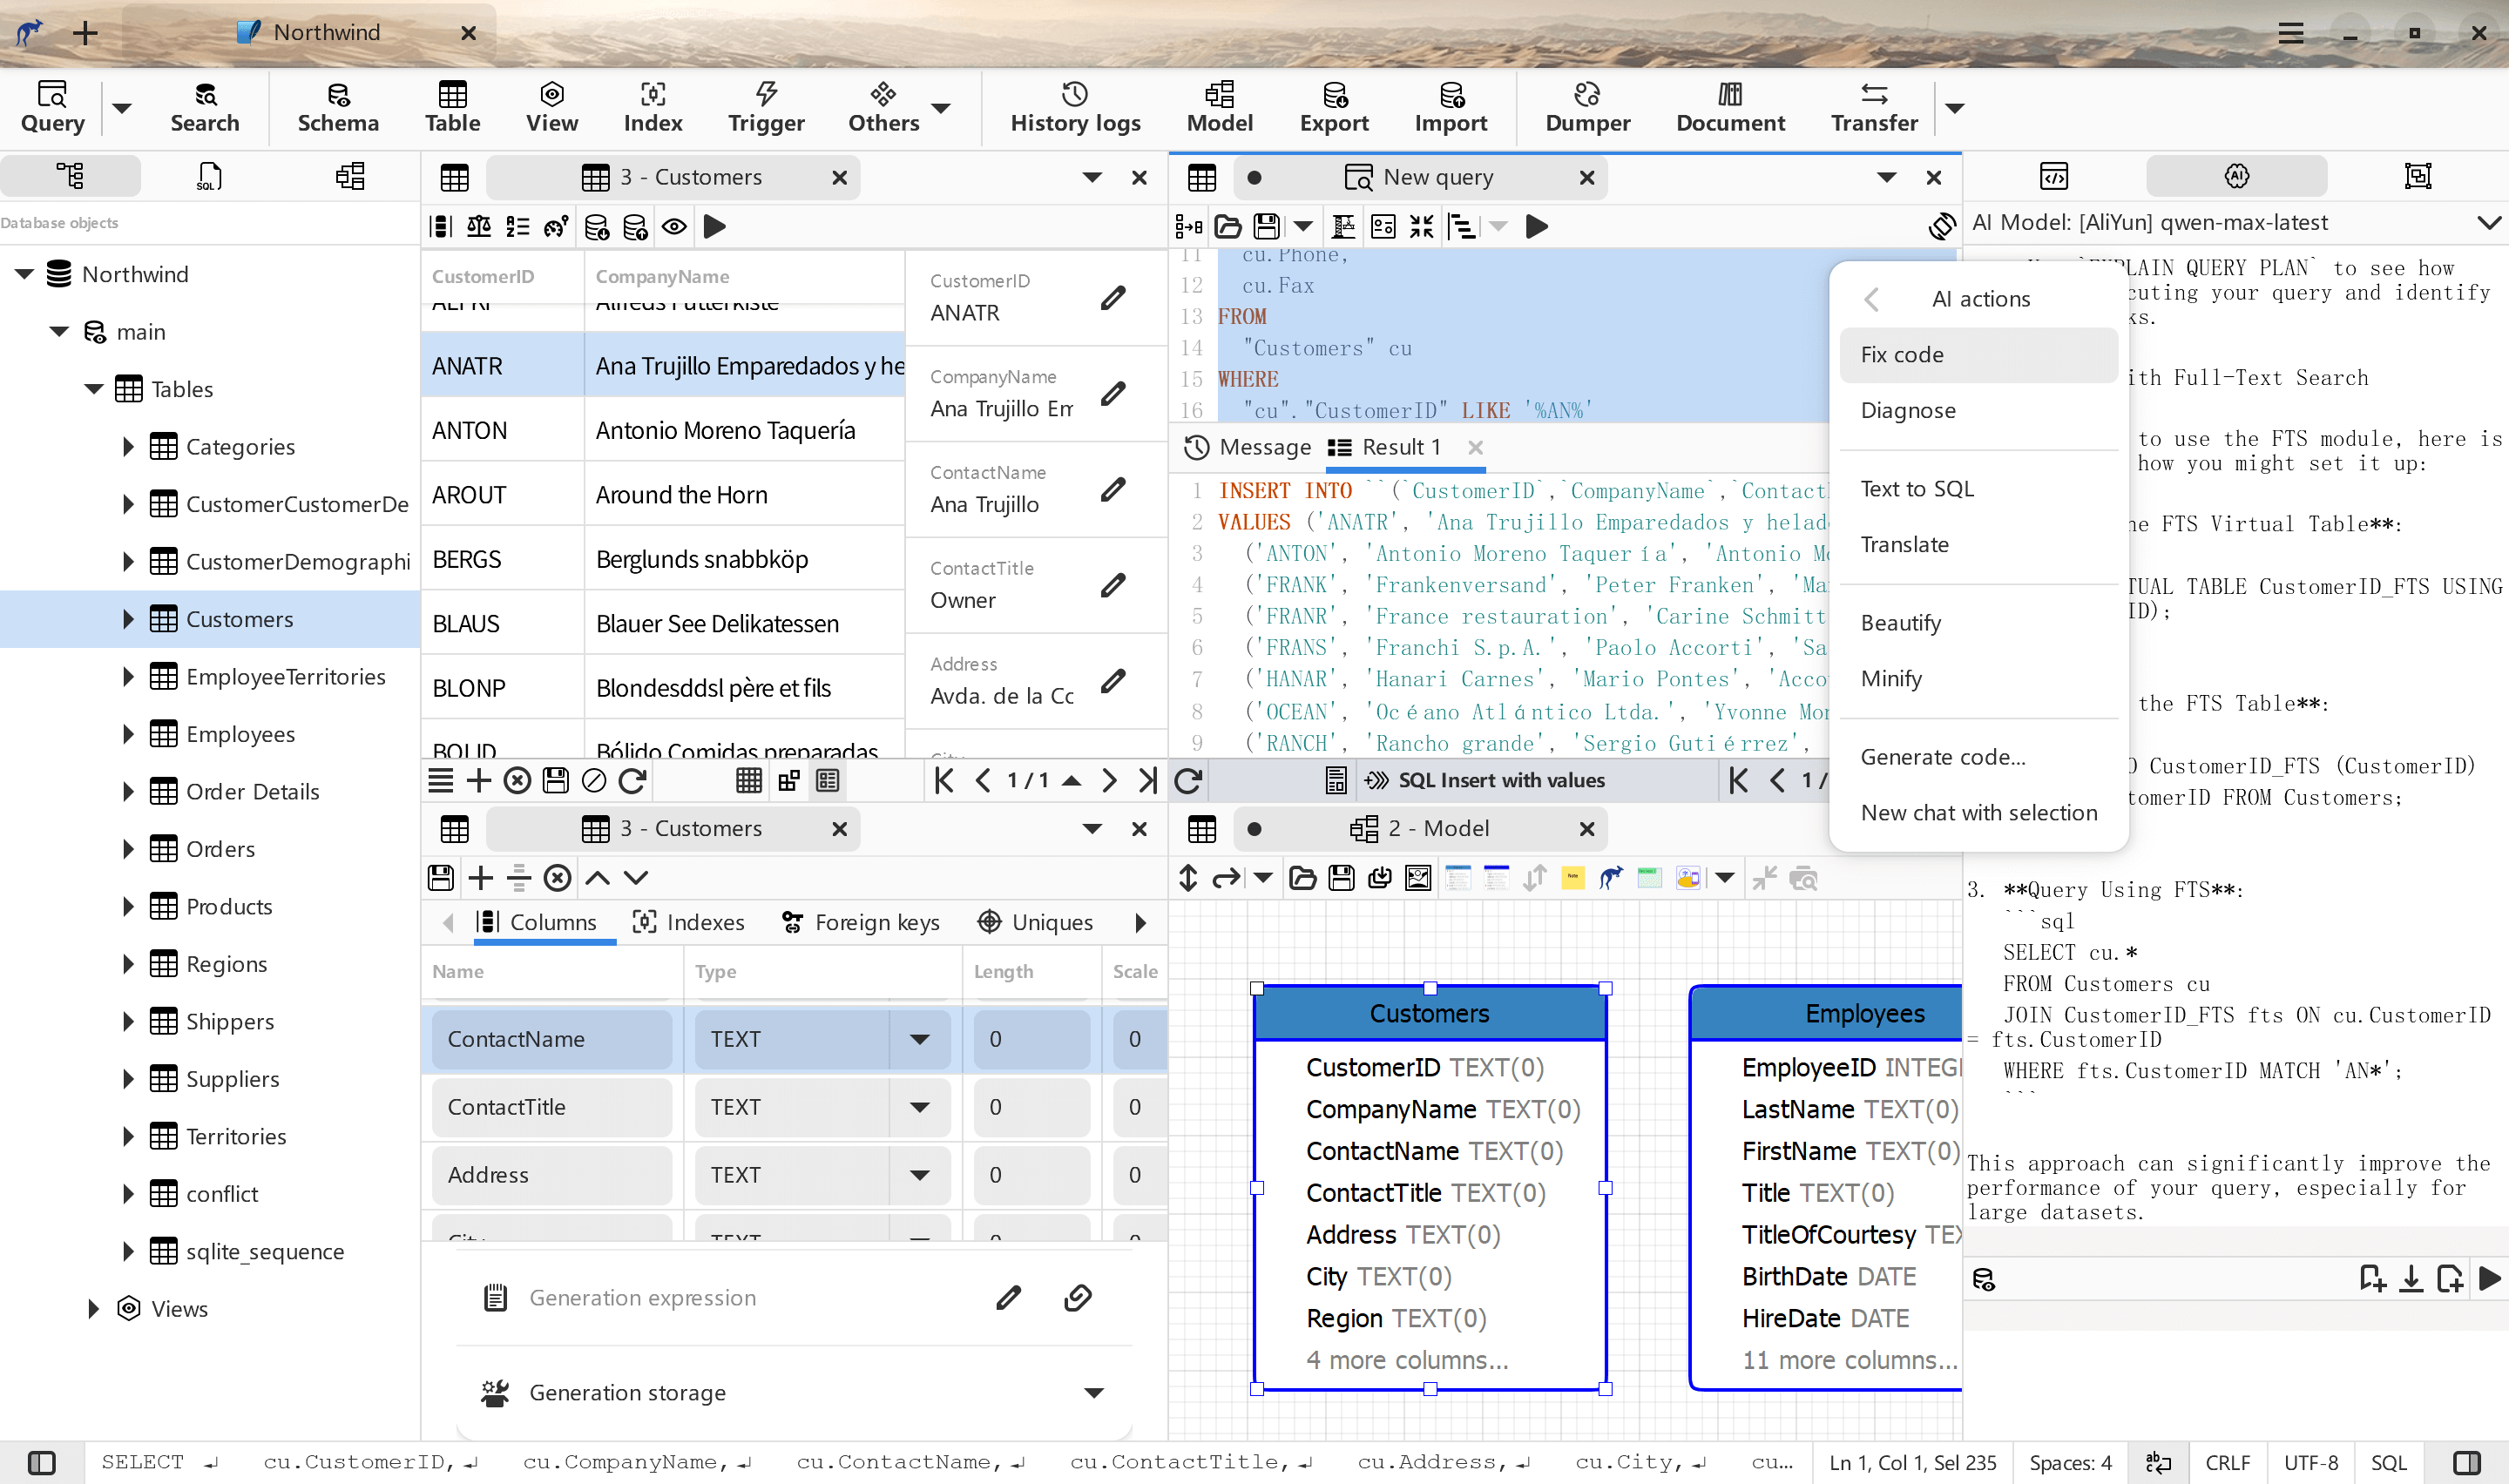 Northwind
Query
Search
Schema
Table
View
Index
Trigger
Others
History logs
Model
Export
Import
Dumper
Document
Transfer
Database objects
Northwind
main
Tables
Categories
CustomerCustomerDe
CustomerDemographi
Customers
EmployeeTerritories
Employees
Order Details
Orders
Products
Regions
Shippers
Suppliers
Territories
conflict
sqlite_sequence
Views
3 - Customers
CustomerID CompanyName
Alfreds Futterkiste
ANATR Ana Trujillo Emparedados y he
ANTON Antonio Moreno Taquería
AROUT Around the Horn
BERGS Berglunds snabbköp
BLAUS Blauer See Delikatessen
BLONP Blondesddsl père et fils
BOLID Bólido Comidas preparadas
CustomerID
ANATR
CompanyName
Ana Trujillo Em
ContactName
Ana Trujillo
ContactTitle
Owner
Address
Avda. de la Cc
City
1 / 1
New query
11 cu.Phone,
12 cu.Fax
13 FROM
14 "Customers" cu
15 WHERE
16 "cu"."CustomerID" LIKE '%AN%'
Message
Result 1
1 INSERT INTO ``(`CustomerID`,`CompanyName`,`Contact
2 VALUES ('ANATR', 'Ana Trujillo Emparedados y helad
3 ('ANTON', 'Antonio Moreno Taquería', 'Antonio Mo
4 ('FRANK', 'Frankenversand', 'Peter Franken', 'Ma
5 ('FRANR', 'France restauration', 'Carine Schmitt
6 ('FRANS', 'Franchi S.p.A.', 'Paolo Accorti', 'Sa
7 ('HANAR', 'Hanari Carnes', 'Mario Pontes', 'Acco
8 ('OCEAN', 'Océano Atlántico Ltda.', 'Yvonne Mon
9 ('RANCH', 'Rancho grande', 'Sergio Gutiérrez',
SQL Insert with values
1 /
AI actions
Fix code
Diagnose
Text to SQL
Translate
Beautify
Minify
Generate code...
New chat with selection
AI Model: [AliYun] qwen-max-latest
`EXPLAIN QUERY PLAN` to see how
cuting your query and identify
ks.
ith Full-Text Search
to use the FTS module, here is
how you might set it up:
ne FTS Virtual Table**:
TUAL TABLE CustomerID_FTS USING
ID);
the FTS Table**:
O CustomerID_FTS (CustomerID)
tomerID FROM Customers;
3. **Query Using FTS**:
```sql
SELECT cu.*
FROM Customers cu
JOIN CustomerID_FTS fts ON cu.CustomerID
= fts.CustomerID
WHERE fts.CustomerID MATCH 'AN*';
```
This approach can significantly improve the
performance of your query, especially for
large datasets.
3 - Customers
Columns
Indexes
Foreign keys
Uniques
Name Type Length Scale
ContactName TEXT 0 0
ContactTitle TEXT 0 0
Address TEXT 0 0
City TEXT 0 0
Generation expression
Generation storage
2 - Model
Note
Customers
CustomerID TEXT(0)
CompanyName TEXT(0)
ContactName TEXT(0)
ContactTitle TEXT(0)
Address TEXT(0)
City TEXT(0)
Region TEXT(0)
4 more columns...
Employees
EmployeeID INTEG
LastName TEXT(0)
FirstName TEXT(0)
Title TEXT(0)
TitleOfCourtesy TEX
BirthDate DATE
HireDate DATE
11 more columns...
SELECT ↲ cu.CustomerID,↲ cu.CompanyName,↲ cu.ContactName,↲ cu.ContactTitle,↲ cu.Address,↲ cu.City,↲ cu...
Ln 1, Col 1, Sel 235
Spaces: 4
CRLF
UTF-8
SQL